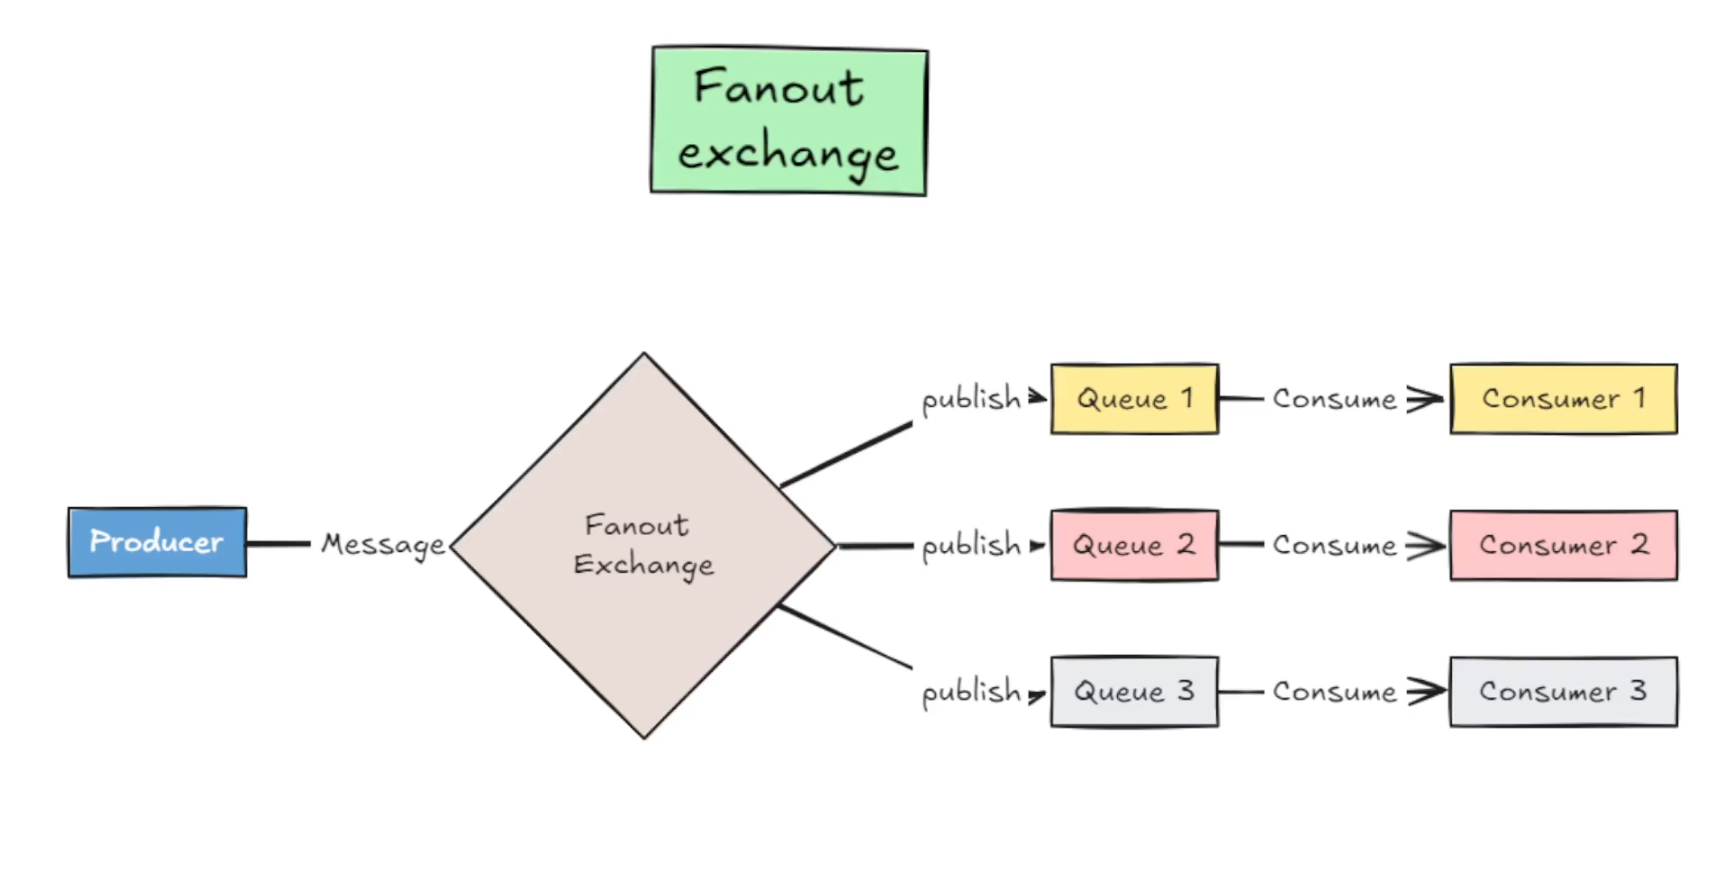 Fanout
exchange
publish
Queue 1
Consume
Consumer 1
Producer
Message
Fanout
Exchange
publish
Queue 2
Consume
Consumer 2
publish
Queue 3
Consume
Consumer 3